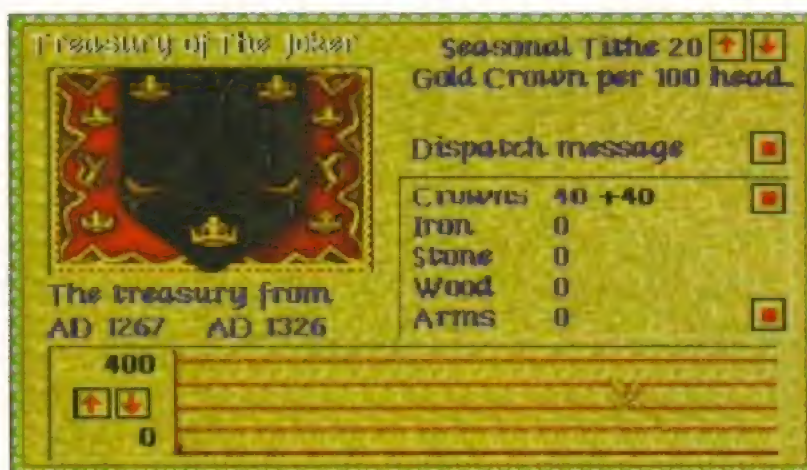 Treasury of The Joker
Seasonal Tithe 20
Gold Crown per 100 head.
Dispatch message
Crowns 40 +40
Iron 0
Stone 0
Wood 0
Arms 0
The treasury from
AD 1267 AD 1326
400
0